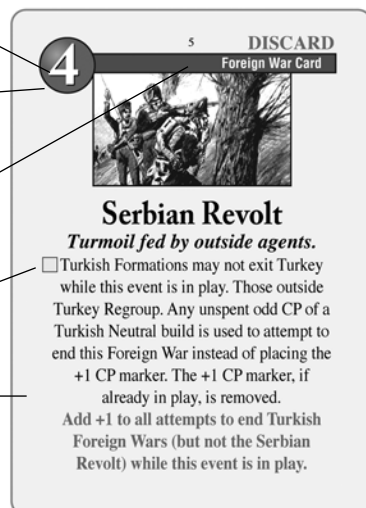 5 DISCARD
4 Foreign War Card
Serbian Revolt
Turmoil fed by outside agents.
Turkish Formations may not exit Turkey
while this event is in play. Those outside
Turkey Regroup. Any unspent odd CP of a
Turkish Neutral build is used to attempt to
end this Foreign War instead of placing the
+1 CP marker. The +1 CP marker, if
already in play, is removed.
Add +1 to all attempts to end Turkish
Foreign Wars (but not the Serbian
Revolt) while this event is in play.